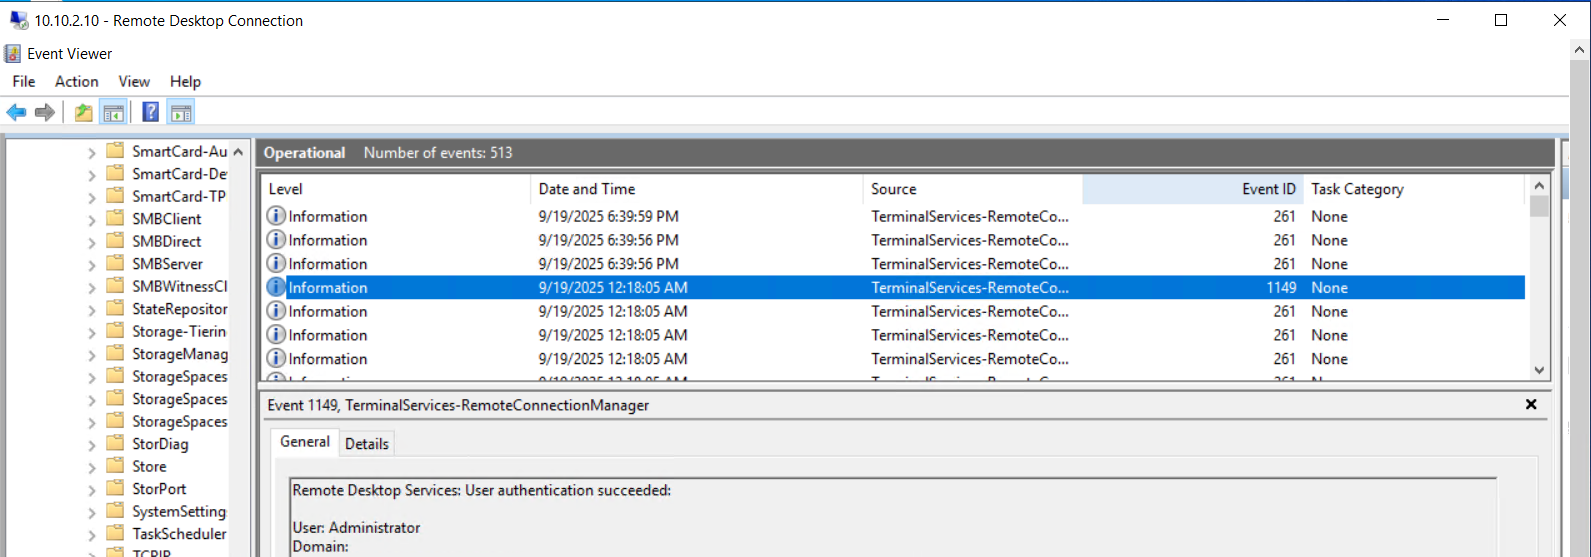 10.10.2.10 - Remote Desktop Connection
Event Viewer
File Action View Help
SmartCard-Au
SmartCard-De
SmartCard-TP
SMBClient
SMBDirect
SMBServer
SMBWitnessCl
StateRepositor
Storage-Tierin
StorageManag
StorageSpaces
StorageSpaces
StorageSpaces
StorDiag
Store
StorPort
SystemSetting
TaskScheduler
TCPIP
Operational Number of events: 513
Level Date and Time Source Event ID Task Category
Information 9/19/2025 6:39:59 PM TerminalServices-RemoteCo... 261 None
Information 9/19/2025 6:39:56 PM TerminalServices-RemoteCo... 261 None
Information 9/19/2025 6:39:56 PM TerminalServices-RemoteCo... 261 None
Information 9/19/2025 12:18:05 AM TerminalServices-RemoteCo... 1149 None
Information 9/19/2025 12:18:05 AM TerminalServices-RemoteCo... 261 None
Information 9/19/2025 12:18:05 AM TerminalServices-RemoteCo... 261 None
Information 9/19/2025 12:18:05 AM TerminalServices-RemoteCo... 261 None
Event 1149, TerminalServices-RemoteConnectionManager
General Details
Remote Desktop Services: User authentication succeeded:
User: Administrator
Domain: